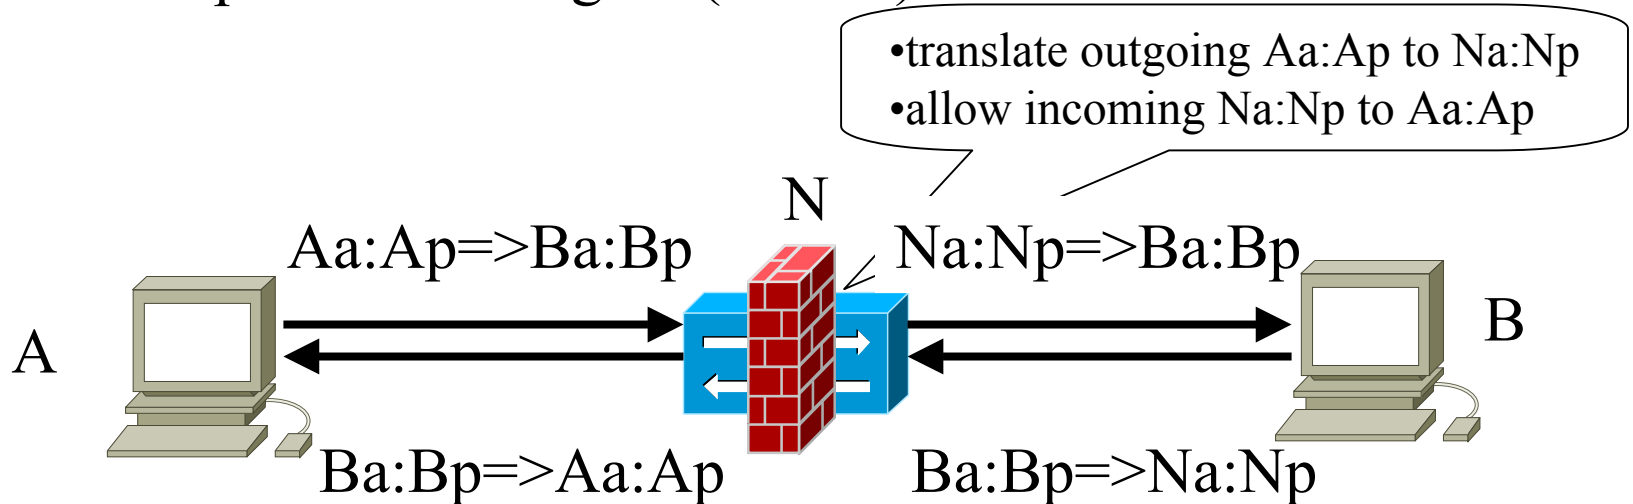 •translate outgoing Aa:Ap to Na:Np
•allow incoming Na:Np to Aa:Ap
N
Aa:Ap=>Ba:Bp
Na:Np=>Ba:Bp
A
B
Ba:Bp=>Aa:Ap
Ba:Bp=>Na:Np